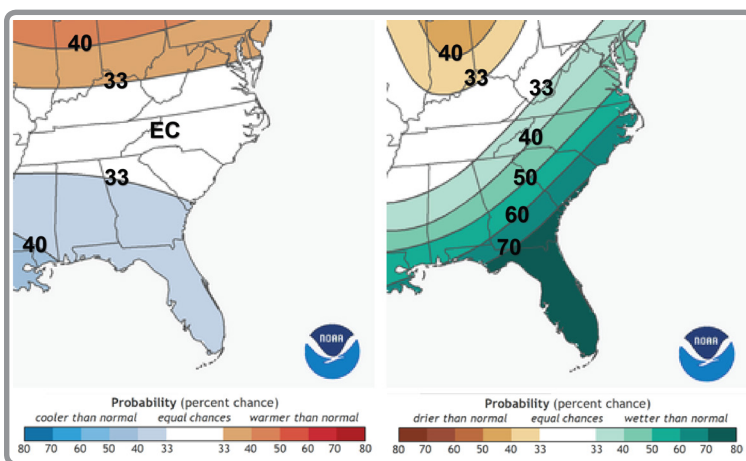 40
33
EC
33
40
NOAA
Probability (percent chance)
cooler than normal equal chances warmer than normal
80 70 60 50 40 33 33 40 50 60 70 80
40
33
33
40
50
60
70
NOAA
Probability (percent chance)
drier than normal equal chances wetter than normal
80 70 60 50 40 33 33 40 50 60 70 80